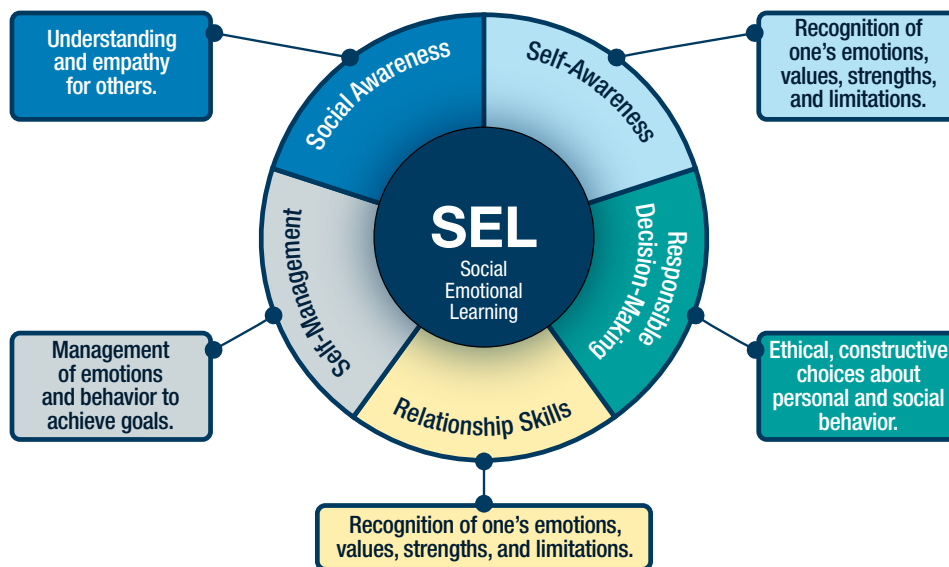 Understanding
and empathy
for others.
Social Awareness
Self-Awareness
Recognition of
one’s emotions,
values, strengths,
and limitations.
SEL
Social
Emotional
Learning
Self-Management
Responsible
Decision-Making
Management
of emotions
and behavior to
achieve goals.
Relationship Skills
Ethical, constructive
choices about
personal and social
behavior.
Recognition of one’s emotions,
values, strengths, and limitations.